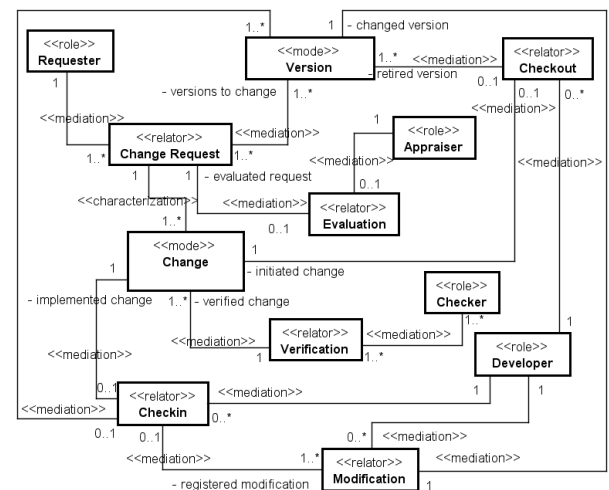 1..*
1
- changed version
<<role>>
Requester
<<mode>>
Version
1..*
<<mediation>>
<<relator>>
Checkout
- retired version
1
- versions to change
1..*
0..1
0..1
0..*
<<mediation>>
<<mediation>>
<<relator>>
Change Request
<<mediation>>
1
<<role>>
Appraiser
1..*
1..*
<<mediation>>
<<mediation>>
1
1
- evaluated request
<<characterization>>
<<mediation>>
0..1
<<relator>>
Evaluation
1..*
0..1
<<mode>>
Change
1
1
- initiated change
- implemented change
1..*
- verified change
<<role>>
Checker
1..*
1
<<mediation>>
<<relator>>
Verification
<<mediation>>
<<role>>
Developer
<<mediation>>
1
1..*
0..1
<<relator>>
Checkin
<<mediation>>
1
1
<<mediation>>
0..*
0..1
0..1
0..*
<<mediation>>
<<mediation>>
1..*
<<relator>>
Modification
<<mediation>>
- registered modification
1